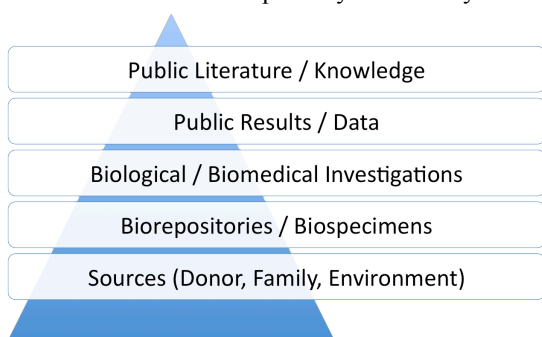 Public Literature / Knowledge
Public Results / Data
Biological / Biomedical Investigations
Biorepositories / Biospecimens
Sources (Donor, Family, Environment)